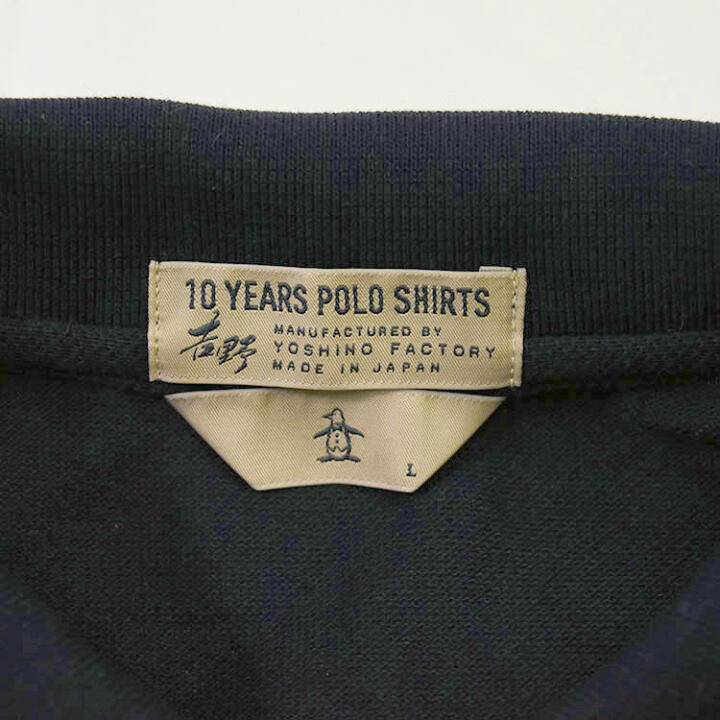 10 YEARS POLO SHIRTS
吉野
MANUFACTURED BY
YOSHINO FACTORY
MADE IN JAPAN
L